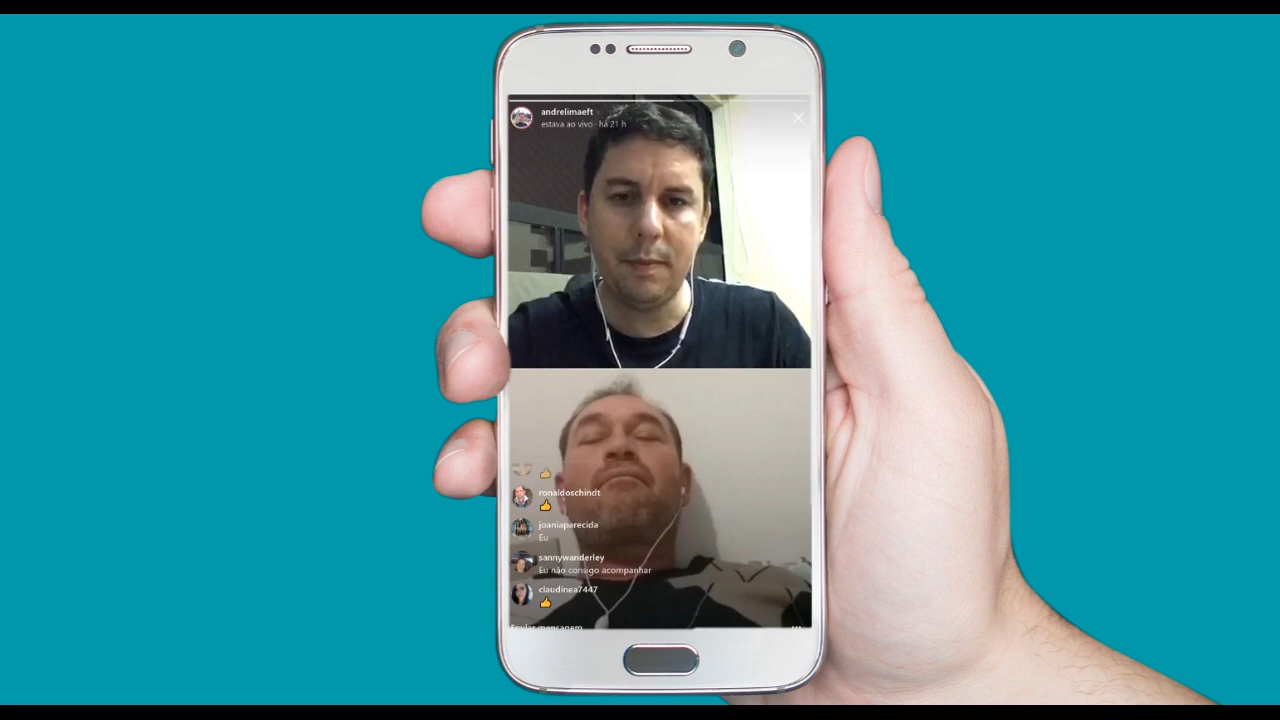 andrelimaeft
estava ao vivo · há 21 h
ronaldoschindt
joaniaparecida
Eu
sannywanderley
Eu não consigo acompanhar
claudinea7447
Enviar mensagem